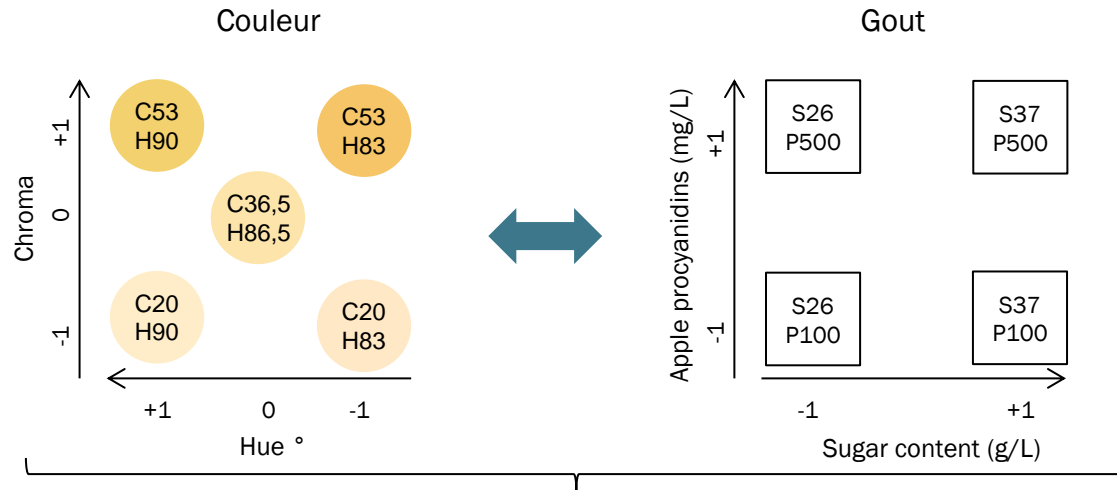 Couleur
Chroma
+1
0
-1
C53
H90
C53
H83
C36,5
H86,5
C20
H90
C20
H83
+1
0
-1
Hue °
Gout
Apple procyanidins (mg/L)
+1
-1
S26
P500
S37
P500
S26
P100
S37
P100
-1
+1
Sugar content (g/L)